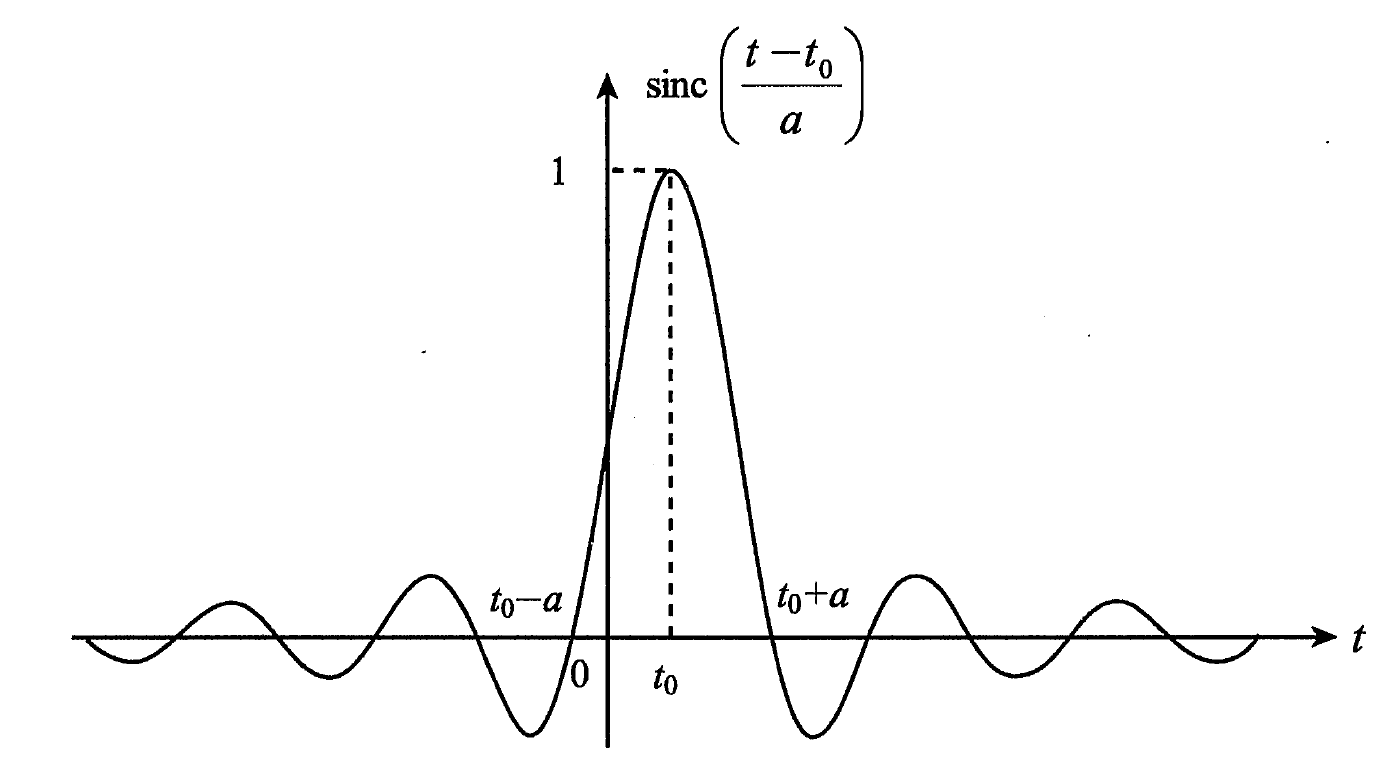 sinc ( t − t₀ / a )
1
t₀−a
t₀+a
0
t₀
t